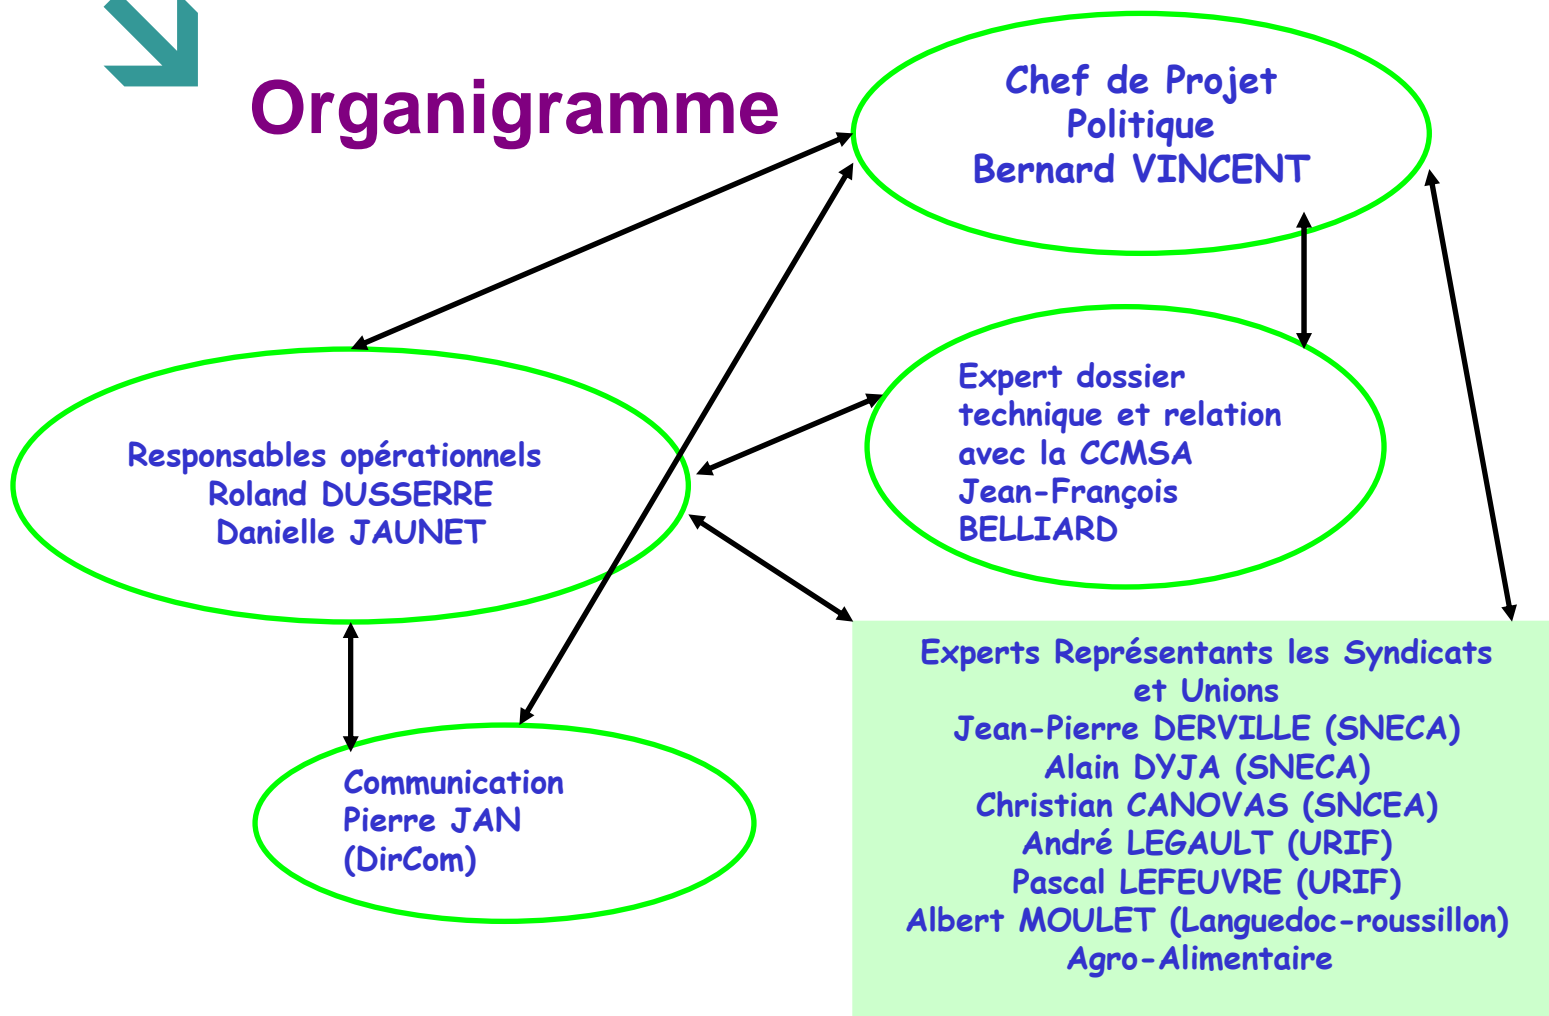 Organigramme
Chef de Projet
Politique
Bernard VINCENT
Responsables opérationnels
Roland DUSSERRE
Danielle JAUNET
Expert dossier
technique et relation
avec la CCMSA
Jean-François
BELLIARD
Communication
Pierre JAN
(DirCom)
Experts Représentants les Syndicats
et Unions
Jean-Pierre DERVILLE (SNECA)
Alain DYJA (SNECA)
Christian CANOVAS (SNCEA)
André LEGAULT (URIF)
Pascal LEFEUVRE (URIF)
Albert MOULET (Languedoc-roussillon)
Agro-Alimentaire